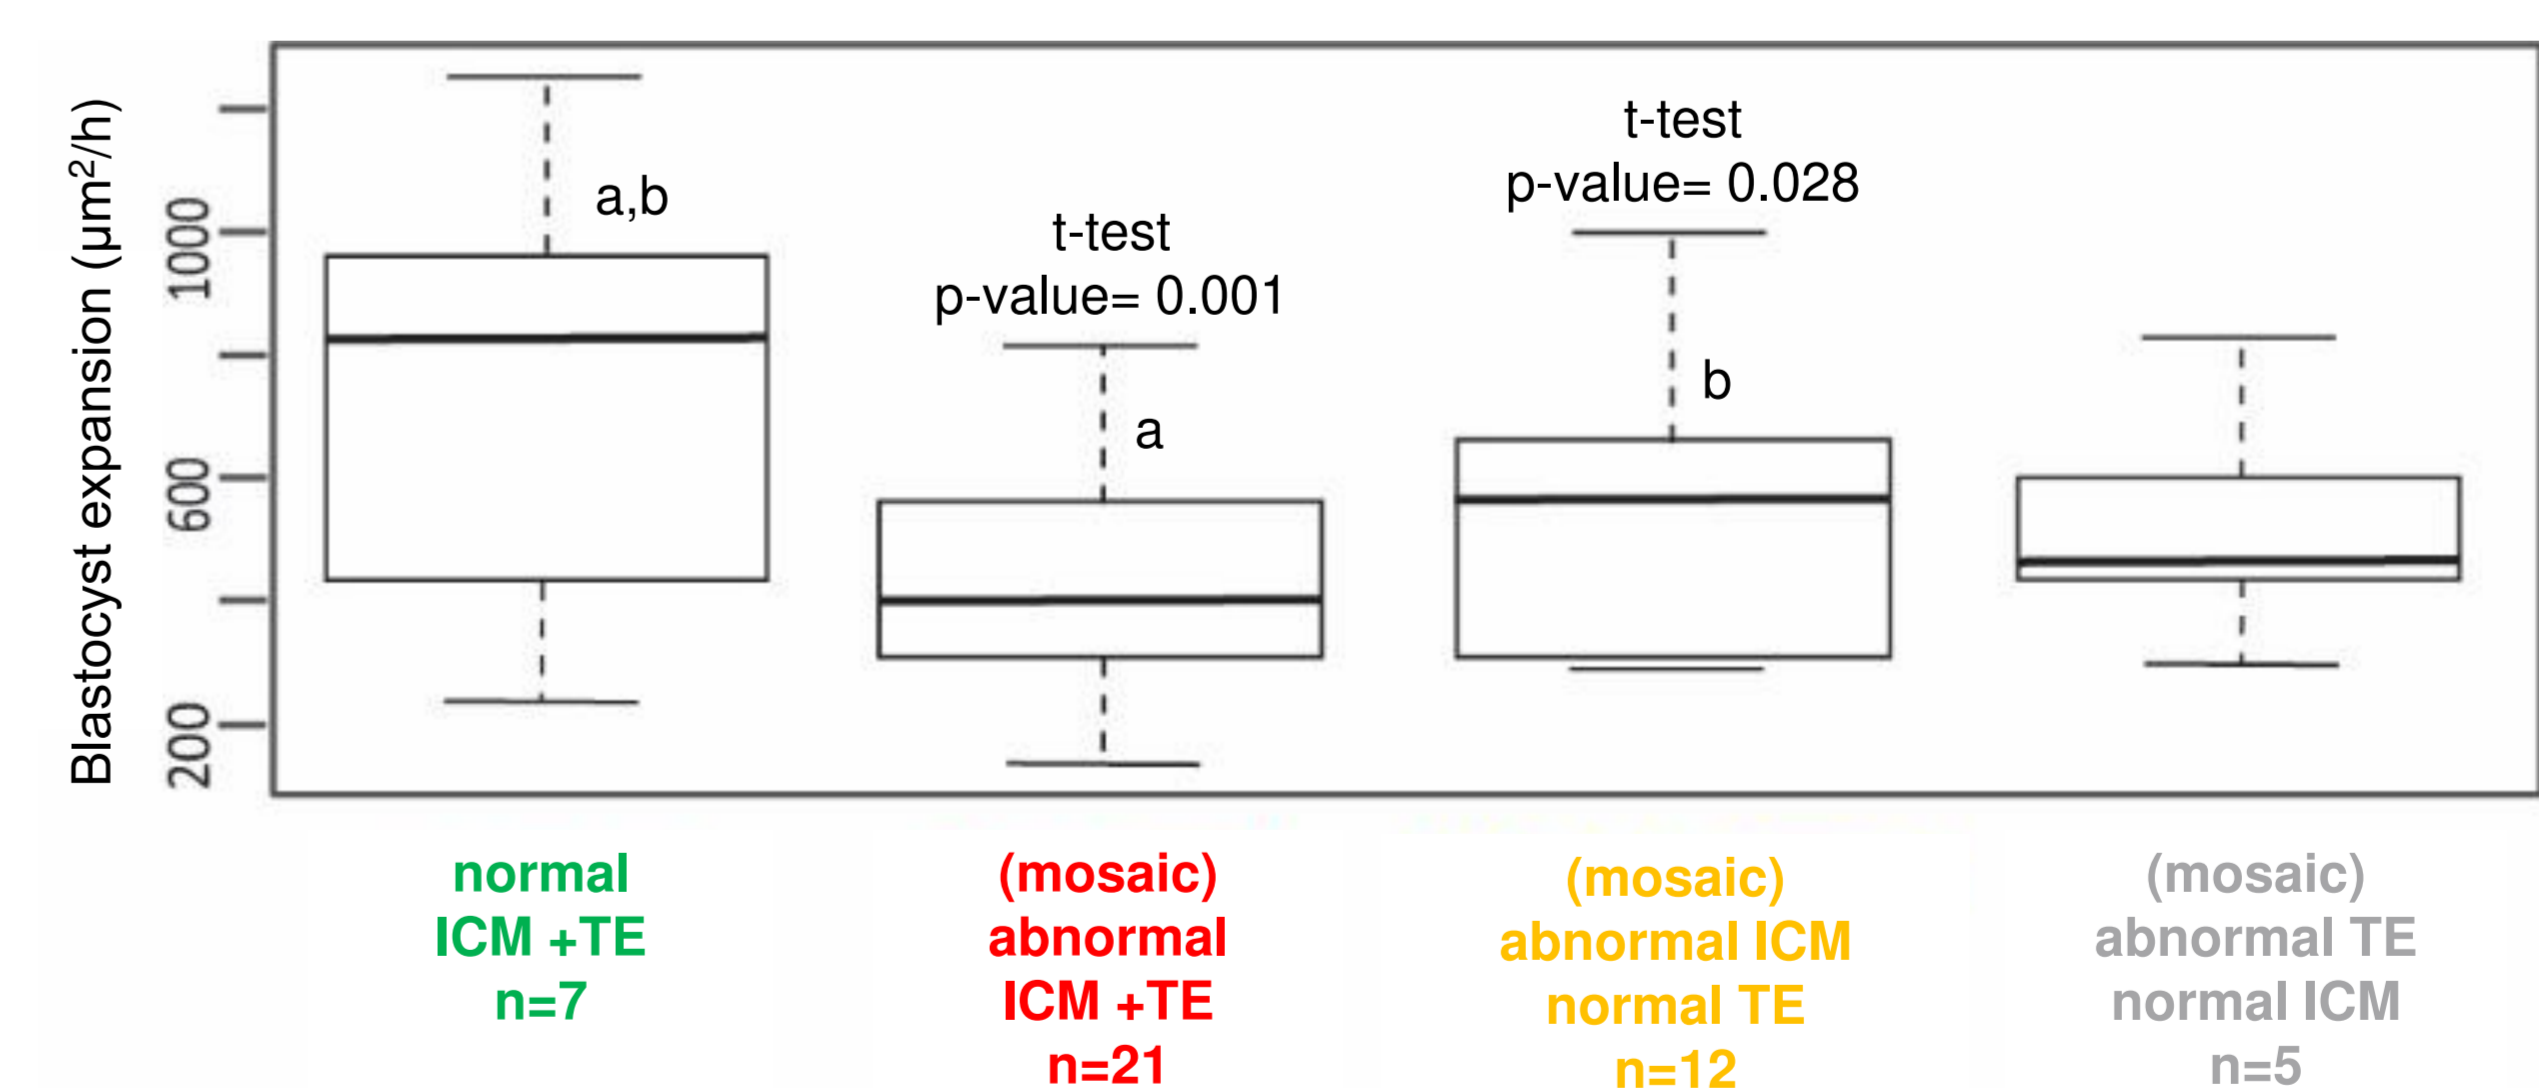 Blastocyst expansion (µm²/h)
1000
600
200
a,b
t-test
p-value= 0.001
a
t-test
p-value= 0.028
b
normal
ICM +TE
n=7
(mosaic)
abnormal
ICM +TE
n=21
(mosaic)
abnormal ICM
normal TE
n=12
(mosaic)
abnormal TE
normal ICM
n=5